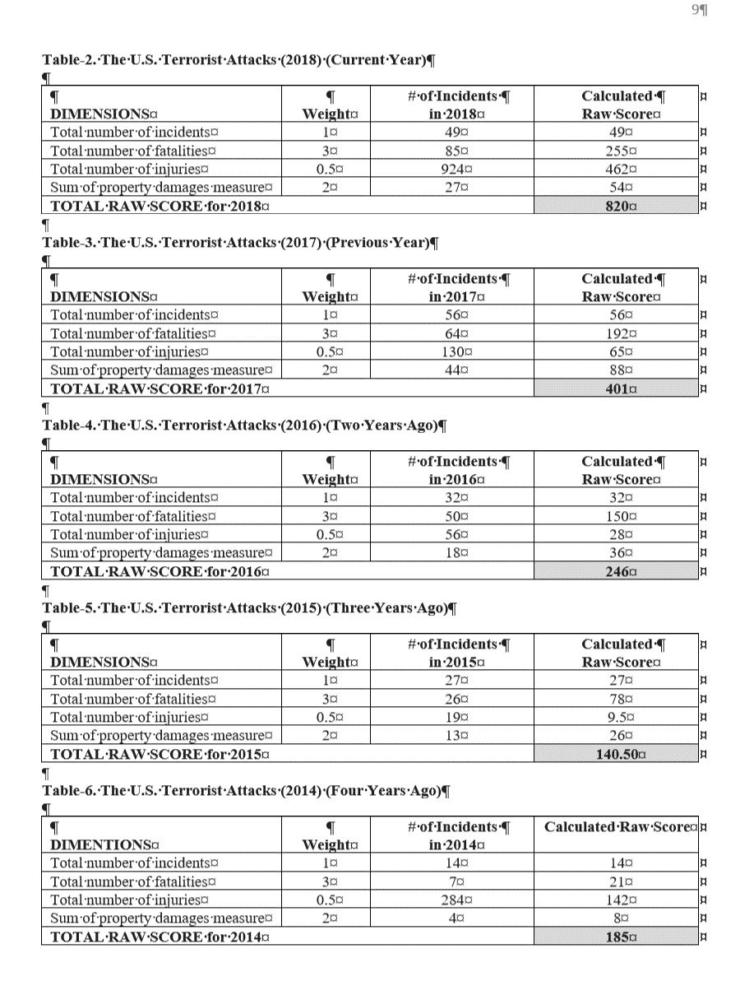 9¶
Table-2.·The·U.S.·Terrorist·Attacks·(2018)·(Current·Year)¶
¶
¶ ¶ #·of·Incidents·¶ Calculated·¶ ¤
DIMENSIONS¤ Weight¤ in·2018¤ Raw·Score¤
Total·number·of·incidents¤ 1¤ 49¤ 49¤ ¤
Total·number·of·fatalities¤ 3¤ 85¤ 255¤ ¤
Total·number·of·injuries¤ 0.5¤ 924¤ 462¤ ¤
Sum·of·property·damages·measure¤ 2¤ 27¤ 54¤ ¤
TOTAL·RAW·SCORE·for·2018¤ 820¤ ¤
¶
Table-3.·The·U.S.·Terrorist·Attacks·(2017)·(Previous·Year)¶
¶
¶ ¶ #·of·Incidents·¶ Calculated·¶ ¤
DIMENSIONS¤ Weight¤ in·2017¤ Raw·Score¤
Total·number·of·incidents¤ 1¤ 56¤ 56¤ ¤
Total·number·of·fatalities¤ 3¤ 64¤ 192¤ ¤
Total·number·of·injuries¤ 0.5¤ 130¤ 65¤ ¤
Sum·of·property·damages·measure¤ 2¤ 44¤ 88¤ ¤
TOTAL·RAW·SCORE·for·2017¤ 401¤ ¤
¶
Table-4.·The·U.S.·Terrorist·Attacks·(2016)·(Two·Years·Ago)¶
¶
¶ ¶ #·of·Incidents·¶ Calculated·¶ ¤
DIMENSIONS¤ Weight¤ in·2016¤ Raw·Score¤
Total·number·of·incidents¤ 1¤ 32¤ 32¤ ¤
Total·number·of·fatalities¤ 3¤ 50¤ 150¤ ¤
Total·number·of·injuries¤ 0.5¤ 56¤ 28¤ ¤
Sum·of·property·damages·measure¤ 2¤ 18¤ 36¤ ¤
TOTAL·RAW·SCORE·for·2016¤ 246¤ ¤
¶
Table-5.·The·U.S.·Terrorist·Attacks·(2015)·(Three·Years·Ago)¶
¶
¶ ¶ #·of·Incidents·¶ Calculated·¶ ¤
DIMENSIONS¤ Weight¤ in·2015¤ Raw·Score¤
Total·number·of·incidents¤ 1¤ 27¤ 27¤ ¤
Total·number·of·fatalities¤ 3¤ 26¤ 78¤ ¤
Total·number·of·injuries¤ 0.5¤ 19¤ 9.5¤ ¤
Sum·of·property·damages·measure¤ 2¤ 13¤ 26¤ ¤
TOTAL·RAW·SCORE·for·2015¤ 140.50¤ ¤
¶
Table-6.·The·U.S.·Terrorist·Attacks·(2014)·(Four·Years·Ago)¶
¶
¶ ¶ #·of·Incidents·¶ Calculated·Raw·Score¤ ¤
DIMENTIONS¤ Weight¤ in·2014¤
Total·number·of·incidents¤ 1¤ 14¤ 14¤ ¤
Total·number·of·fatalities¤ 3¤ 7¤ 21¤ ¤
Total·number·of·injuries¤ 0.5¤ 284¤ 142¤ ¤
Sum·of·property·damages·measure¤ 2¤ 4¤ 8¤ ¤
TOTAL·RAW·SCORE·for·2014¤ 185¤ ¤